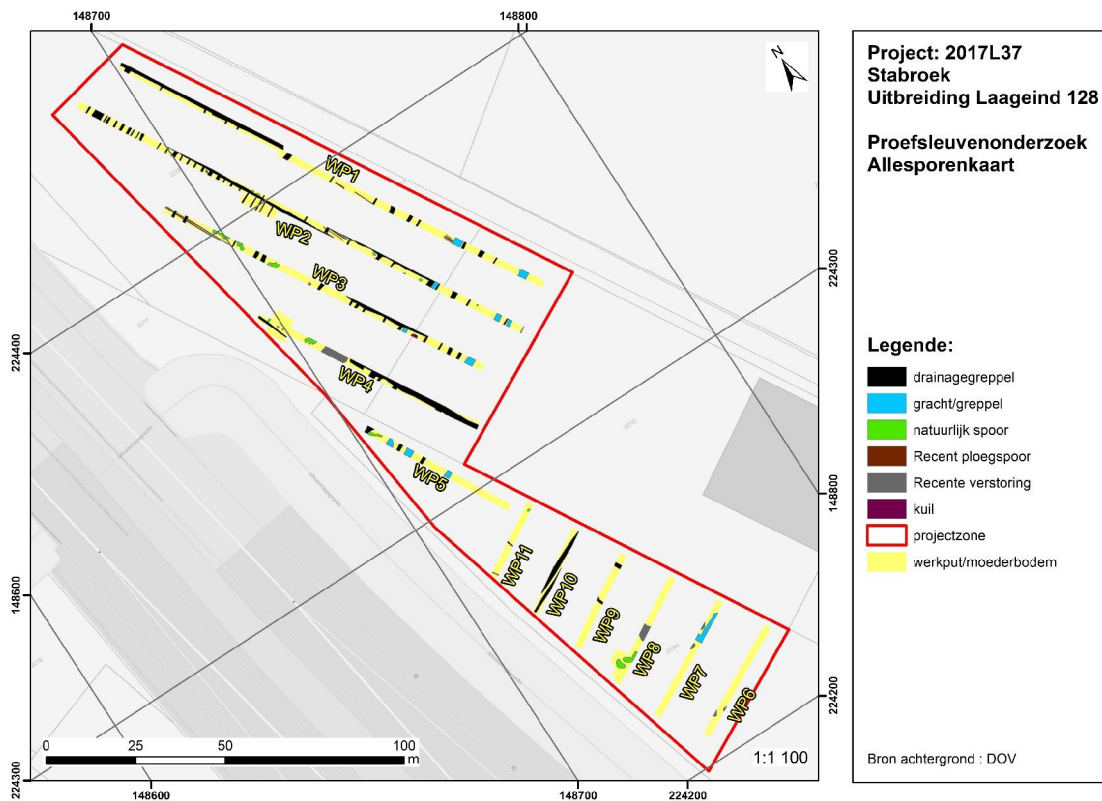 148700
148800
N
WP1
WP2
WP3
WP4
WP5
WP11
WP10
WP9
WP8
WP7
WP6
224400
148600
224300
224300
148800
224200
148600
148700
224200
0 25 50 100
m
1:1 100
Project: 2017L37
Stabroek
Uitbreiding Laageind 128
Proefsleuvenonderzoek
Allesporenkaart
Legende:
drainagegreppel
gracht/greppel
natuurlijk spoor
Recent ploegspoor
Recente verstoring
kuil
projectzone
werkput/moederbodem
Bron achtergrond : DOV